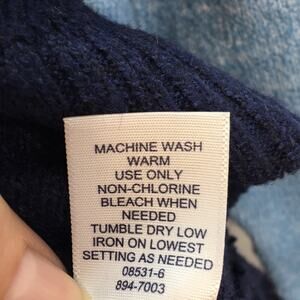 MACHINE WASH
WARM
USE ONLY
NON-CHLORINE
BLEACH WHEN
NEEDED
TUMBLE DRY LOW
IRON ON LOWEST
SETTING AS NEEDED
08531-6
894-7003